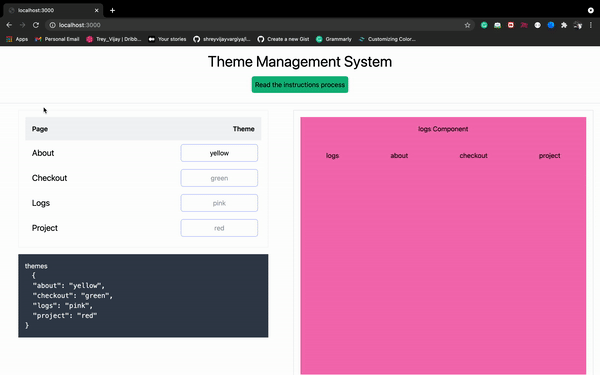 localhost:3000
localhost:3000
Apps
Personal Email
Trey_Vijay | Dribb...
Your stories
shreyvijayvargiya/i...
Create a new Gist
Grammarly
Customizing Color...
Theme Management System
Read the instructions process
Page Theme
About yellow
Checkout green
Logs pink
Project red
themes
{
"about": "yellow",
"checkout": "green",
"logs": "pink",
"project": "red"
}
logs Component
logs about checkout project